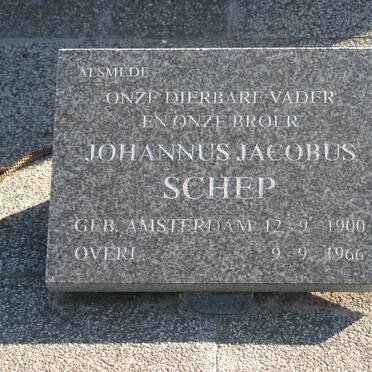 ALSMEDE
ONZE DIERBARE VADER
EN ONZE BROER
JOHANNUS JACOBUS
SCHEP
GEB. AMSTERDAM 12-9-1900
OVERL. 9-9-1966